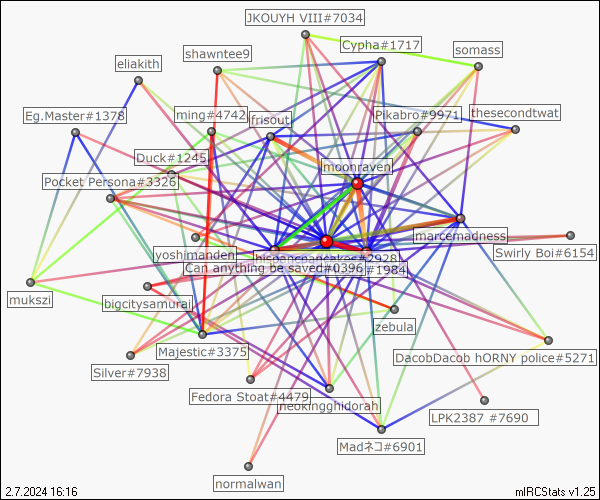 JKOUYH VIII#7034
Cypha#1717
somass
shawntee9
eliakith
Eg.Master#1378
ming#4742
frisout
Pikabro#9971
thesecondtwat
Duck#1245
moonraven
Pocket Persona#3326
marcemadness
yoshimanden
hispancpancakes#2928
Swirly Boi#6154
Can anything be saved#0396
#1984
mukszi
bigcitysamurai
zebula
Majestic#3375
DacobDacob hORNY police#5271
Silver#7938
Fedora Stoat#4479
neokingghidorah
LPK2387 #7690
Madネコ#6901
normalwan
2.7.2024 16:16
mIRCStats v1.25